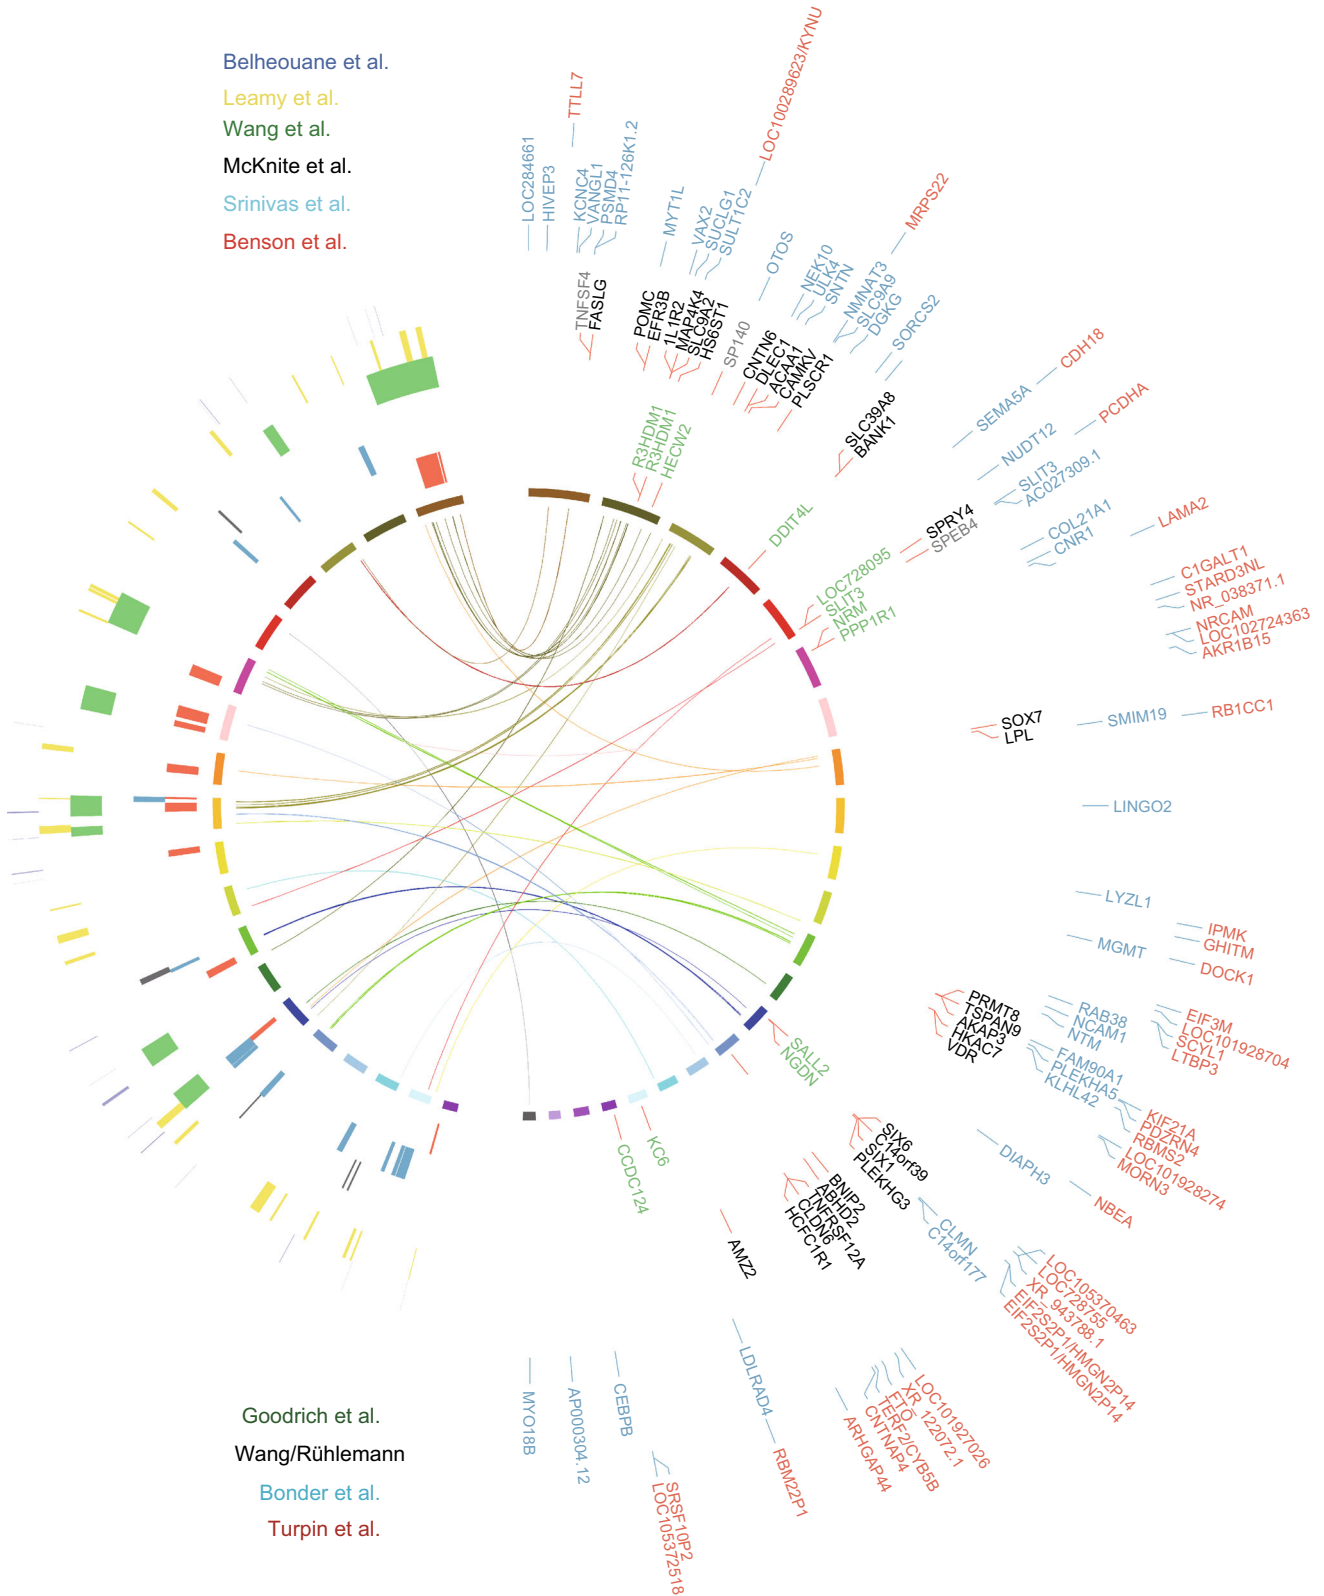 Belheouane et al.
Leamy et al.
Wang et al.
McKnite et al.
Srinivas et al.
Benson et al.
LOC284661
HIVEP3
TTLL7
KCNC4
VANGL1
PSMD4
RP11-126K1.2
MYT1L
VAX2
SUCLG1
SULT1C2
LOC100289623/KYNU
OTOS
NEK10
ULK4
SNTN
NMNAT3
SLC9A9
DGKG
MRPS22
SORCS2
TNFSF4
FASLG
POMC
EFR3B
1L1R2
MAP4K4
SLC9A2
HS6ST1
SP140
CNTN6
DLEC1
ACAA1
CAMKV
PLSCR1
SLC39A8
BANK1
R3HDM1
R3HDM1
HECW2
DDIT4L
LOC728095
SLIT3
NRM
PPP1R1
SPRY4
SPEB4
SEMA5A
CDH18
NUDT12
PCDHA
SLIT3
AC027309.1
COL21A1
CNR1
LAMA2
C1GALT1
STARD3NL
NR_038371.1
NRCAM
LOC102724363
AKR1B15
SOX7
LPL
SMIM19
RB1CC1
LINGO2
LYZL1
MGMT
IPMK
GHITM
DOCK1
PRMT8
TSPAN9
AKAP3
HKAC7
VDR
RAB38
NCAM1
NTM
FAM90A1
PLEKHA5
KLHL42
EIF3M
LOC101928704
SCYL1
LTBP3
KIF21A
PDZRN4
RBMS2
LOC101928274
MORN3
DIAPH3
NBEA
SALL2
NGDN
SIX6
C14orf39
SIX1
PLEKHG3
CLMN
C14orf177
LOC105370463
LOC728755
XR_943788.1
EIF2S2P1/HMGN2P14
EIF2S2P1/HMGN2P14
BNIP2
ABHD2
TNFRSF12A
CLDN6
HCFC1R1
LOC101927026
XR_122072.1
FTO
TERF2/CYB5B
CNTNAP4
ARHGAP44
KC6
CCDC124
AMZ2
LDLRAD4
RBM22P1
CEBPB
AP000304.12
MYO18B
SRSF10P2
LOC105372518
Goodrich et al.
Wang/Rühlemann
Bonder et al.
Turpin et al.